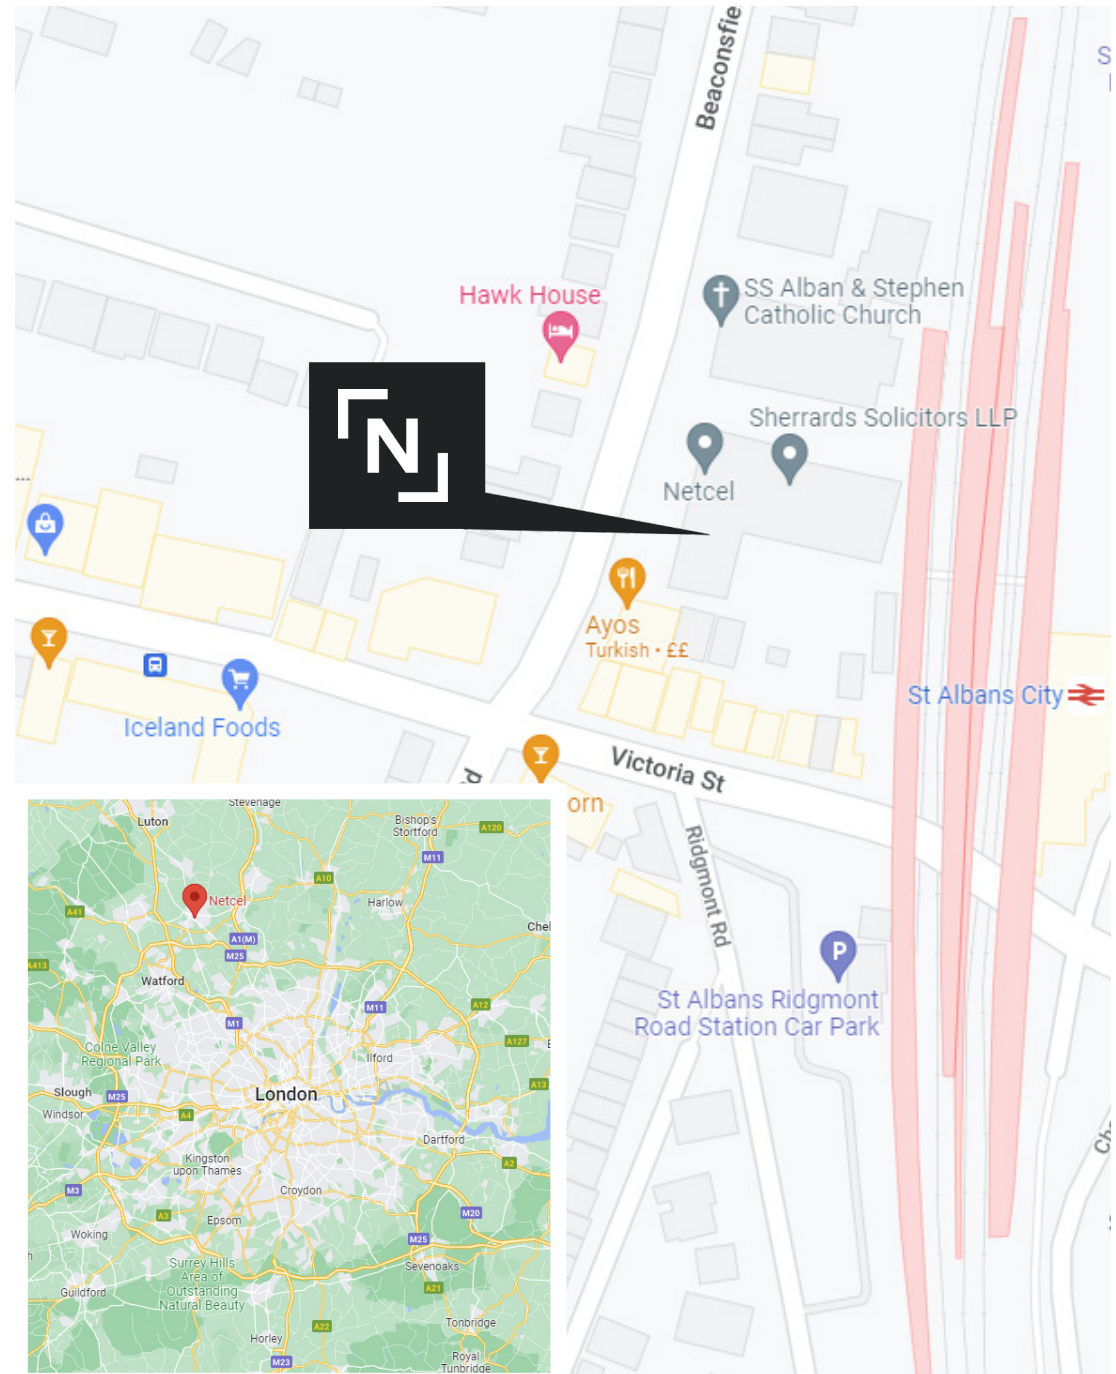 Beaconsfie
S
Hawk House
SS Alban & Stephen
Catholic Church
N
Sherrards Solicitors LLP
Netcel
...
Ayos
Turkish • ££
St Albans City
Iceland Foods
Victoria St
orn
Ridgmont Rd
P
St Albans Ridgmont
Road Station Car Park
Stevenage
Luton
Bishop's
Stortford
A120
M11
A10
Netcel
Harlow
A41
Chel
A1(M)
M25
A413
Watford
A12
M11
M1
A127
Colne Valley
Regional Park
Ilford
A13
Slough
M25
London
Windsor
A4
Dartford
Kingston
upon Thames
A2
M3
Croydon
A3
Epsom
M20
Woking
M25
Surrey Hills
Area of
Outstanding
Natural Beauty
Sevenoaks
A21
Guildford
A22
Tonbridge
Horley
M23
Royal
Tunbridge